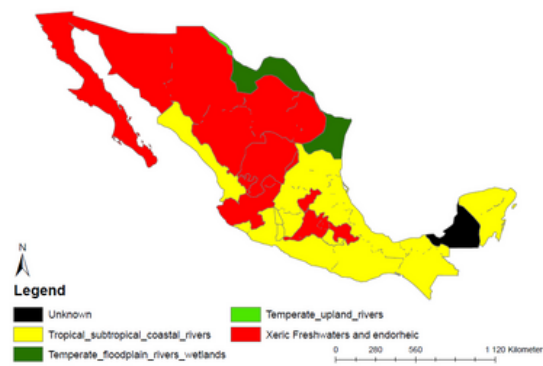 N
Legend
Unknown
Temperate_upland_rivers
Tropical_subtropical_coastal_rivers
Xeric Freshwaters and endorheic
Temperate_floodplain_rivers_wetlands
0 280 560 1 120 Kilometer